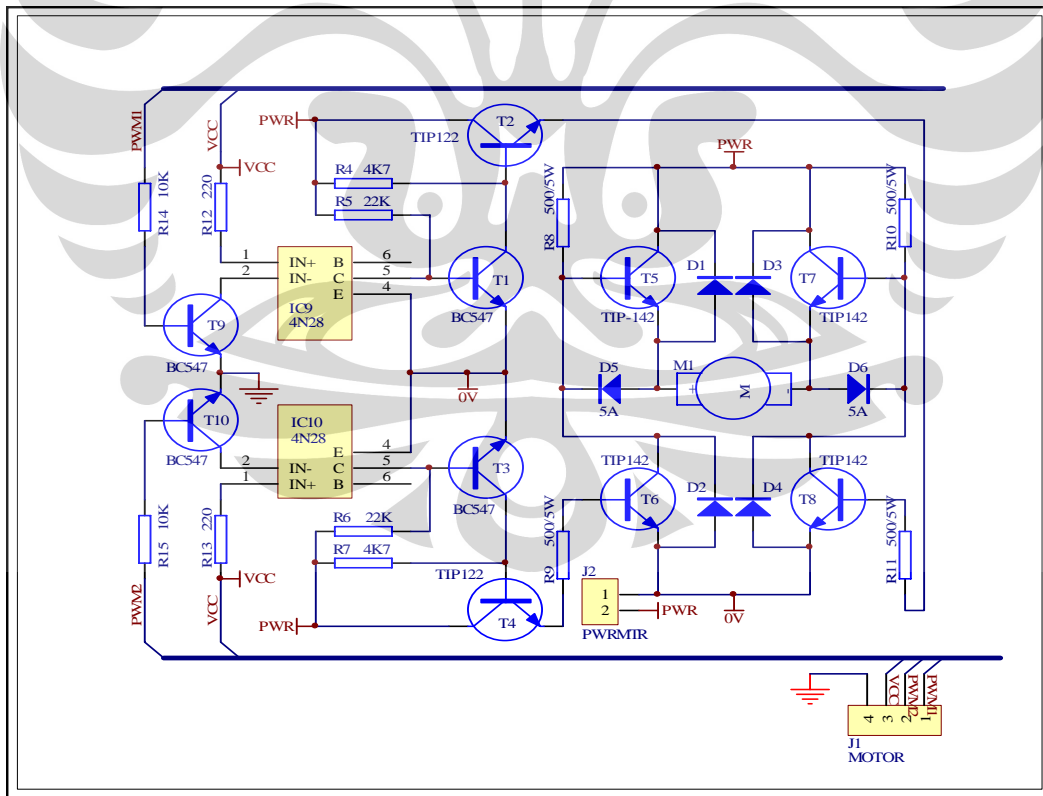 PWM1
VCC
VCC
R14 10K
R12 220
PWR
T2
TIP122
R4 4K7
R5 22K
1
2
IN+ B
IN- C
E
IC9
4N28
6
5
4
T1
BC547
T9
BC547
0V
T10
BC547
IC10
4N28
E
IN- C
IN+ B
2
1
4
5
6
T3
BC547
R6 22K
R7 4K7
TIP122
T4
PWR
R15 10K
R13 220
VCC
VCC
PWM2
PWR
R8 500/5W
R10 500/5W
T5
TIP-142
D1
D3
T7
TIP142
D5
5A
M1
+
M
-
D6
5A
TIP142
T6
D2
D4
TIP142
T8
R9 500/5W
R11 500/5W
J2
1
2
PWR
PWRMTR
0V
VCC
PWM2
PWM1
4
3
2
1
J1
MOTOR